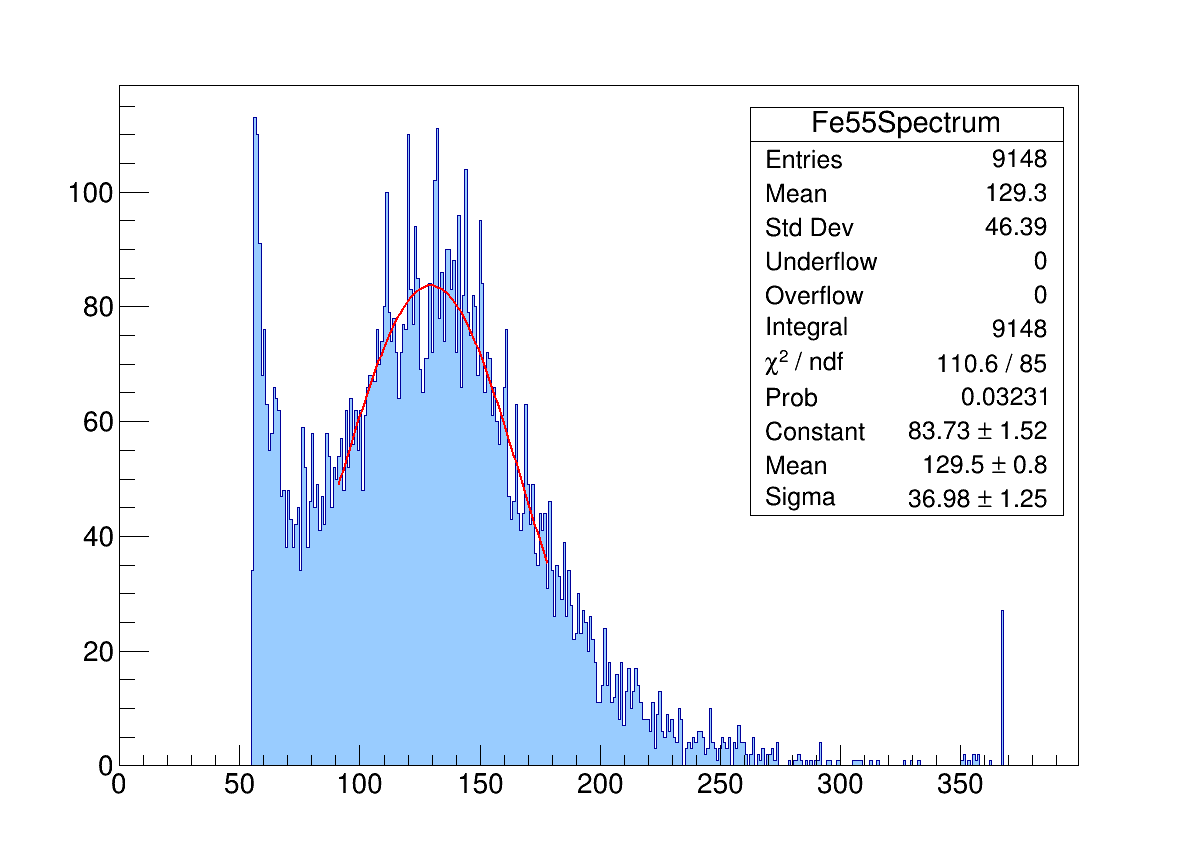 Fe55Spectrum
Entries 9148
Mean 129.3
Std Dev 46.39
Underflow 0
Overflow 0
Integral 9148
χ² / ndf 110.6 / 85
Prob 0.03231
Constant 83.73 ± 1.52
Mean 129.5 ± 0.8
Sigma 36.98 ± 1.25
100
80
60
40
20
0
0 50 100 150 200 250 300 350